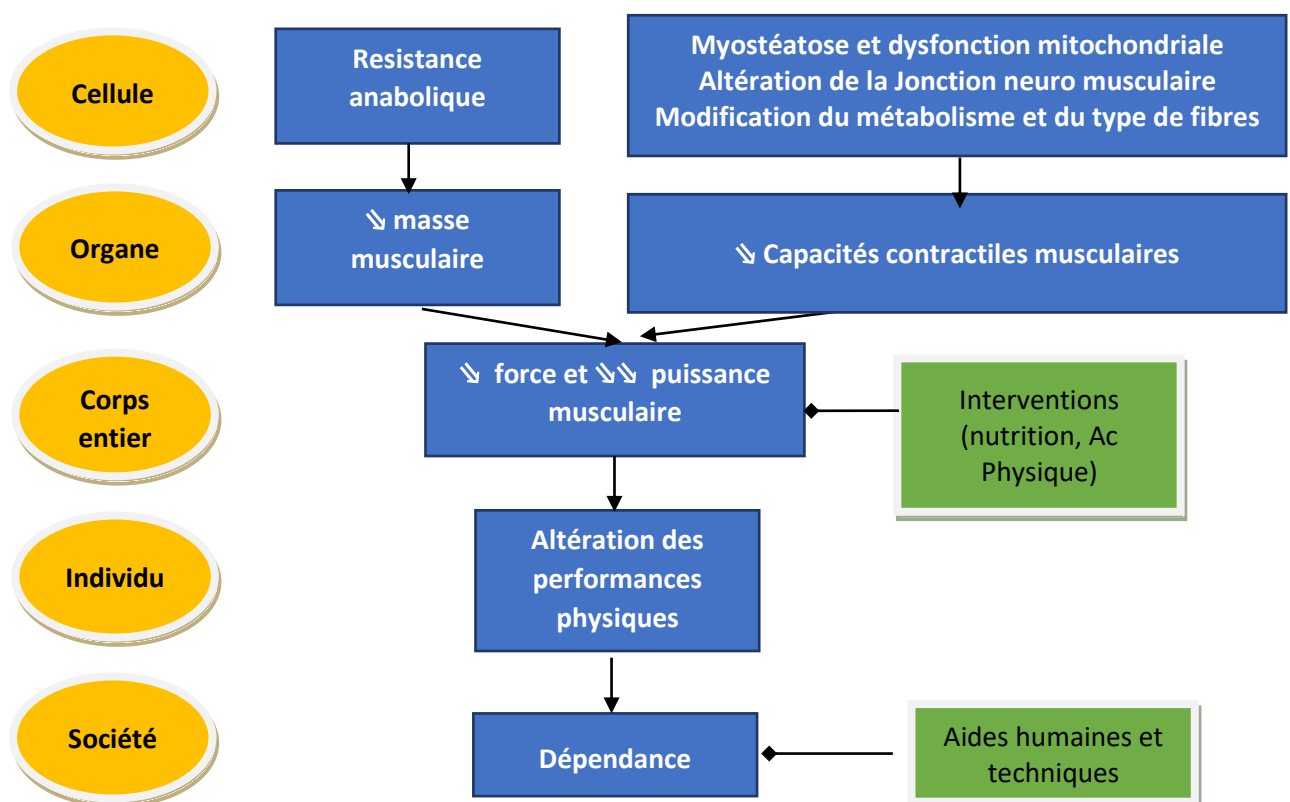 Cellule
Resistance
anabolique
Myostéatose et dysfonction mitochondriale
Altération de la Jonction neuro musculaire
Modification du métabolisme et du type de fibres
Organe
⇘ masse
musculaire
⇘ Capacités contractiles musculaires
Corps
entier
⇘ force et ⇘⇘ puissance
musculaire
Interventions
(nutrition, Ac
Physique)
Individu
Altération des
performances
physiques
Société
Dépendance
Aides humaines et
techniques